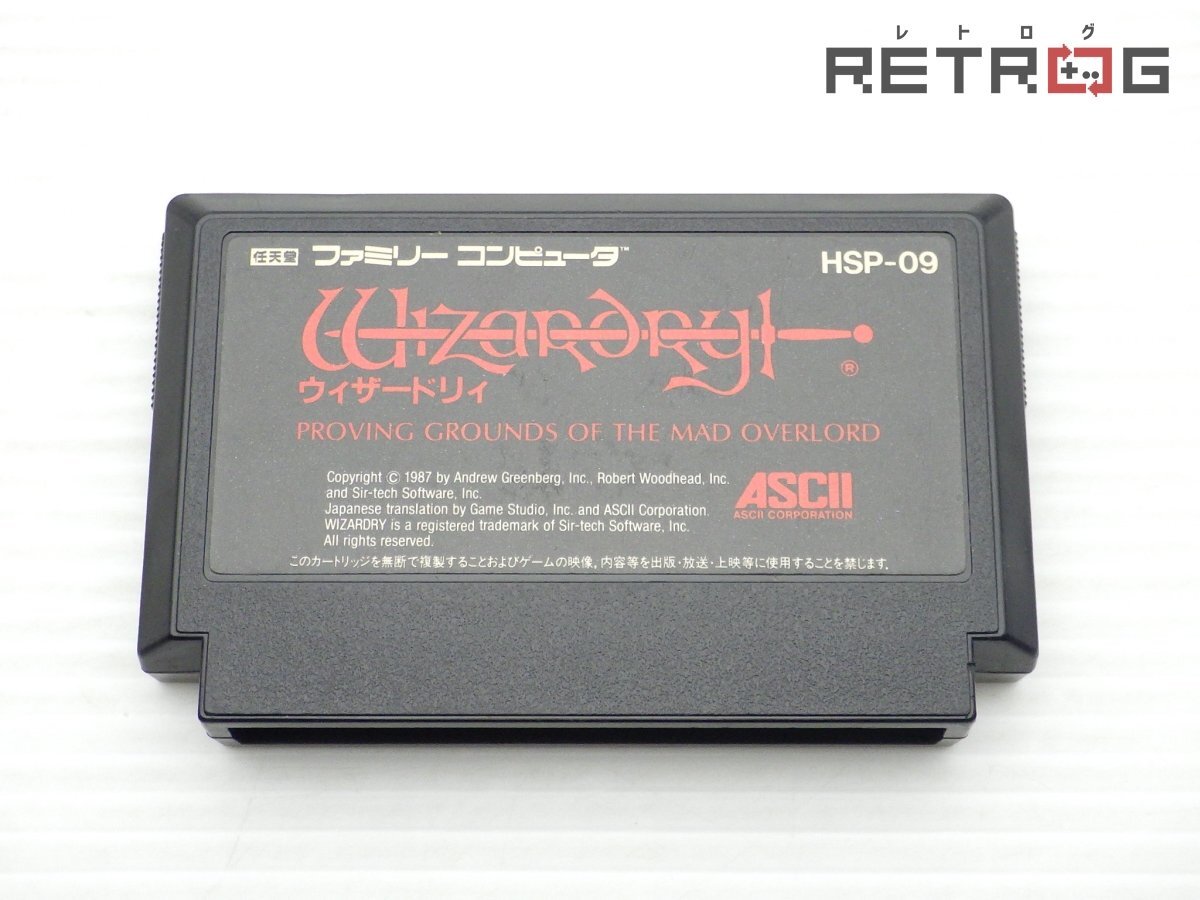 レトログ
RETROG
任天堂 ファミリーコンピュータ™ HSP-09
Wizardry ®
ウィザードリィ
PROVING GROUNDS OF THE MAD OVERLORD
Copyright © 1987 by Andrew Greenberg, Inc., Robert Woodhead, Inc.
and Sir-tech Software, Inc.
Japanese translation by Game Studio, Inc. and ASCII Corporation.
WIZARDRY is a registered trademark of Sir-tech Software, Inc.
All rights reserved.
ASCII
ASCII CORPORATION
このカートリッジを無断で複製することおよびゲームの映像,内容等を出版・放送・上映等に使用することを禁じます.